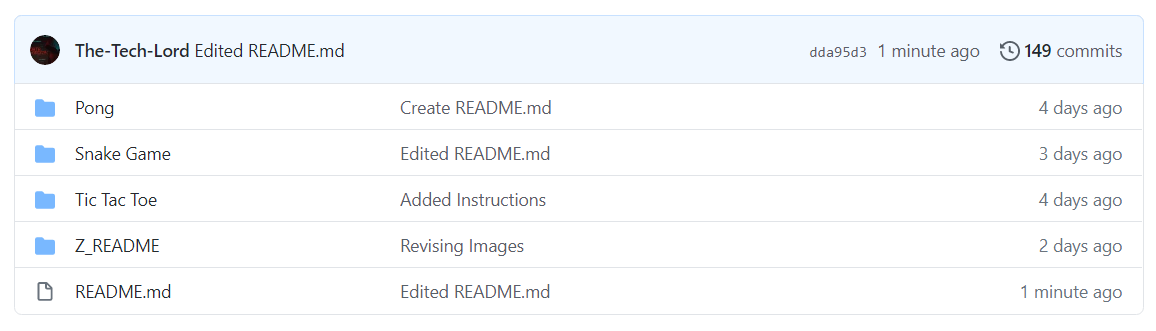 The-Tech-Lord Edited README.md dda95d3 1 minute ago 149 commits
Pong Create README.md 4 days ago
Snake Game Edited README.md 3 days ago
Tic Tac Toe Added Instructions 4 days ago
Z_README Revising Images 2 days ago
README.md Edited README.md 1 minute ago